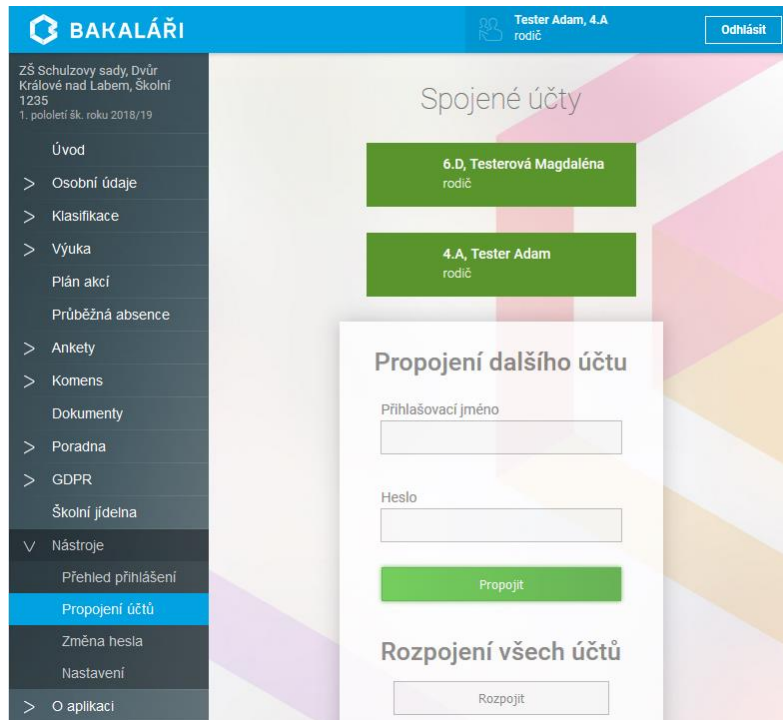 BAKALÁŘI
Tester Adam, 4.A
rodič
Odhlásit
ZŠ Schulzovy sady, Dvůr
Králové nad Labem, Školní
1235
1. pololetí šk. roku 2018/19
Úvod
> Osobní údaje
> Klasifikace
> Výuka
Plán akcí
Průběžná absence
> Ankety
> Komens
Dokumenty
> Poradna
> GDPR
Školní jídelna
Nástroje
Přehled přihlášení
Propojení účtů
Změna hesla
Nastavení
> O aplikaci
Spojené účty
6.D, Testerová Magdaléna
rodič
4.A, Tester Adam
rodič
Propojení dalšího účtu
Přihlašovací jméno
Heslo
Propojit
Rozpojení všech účtů
Rozpojit